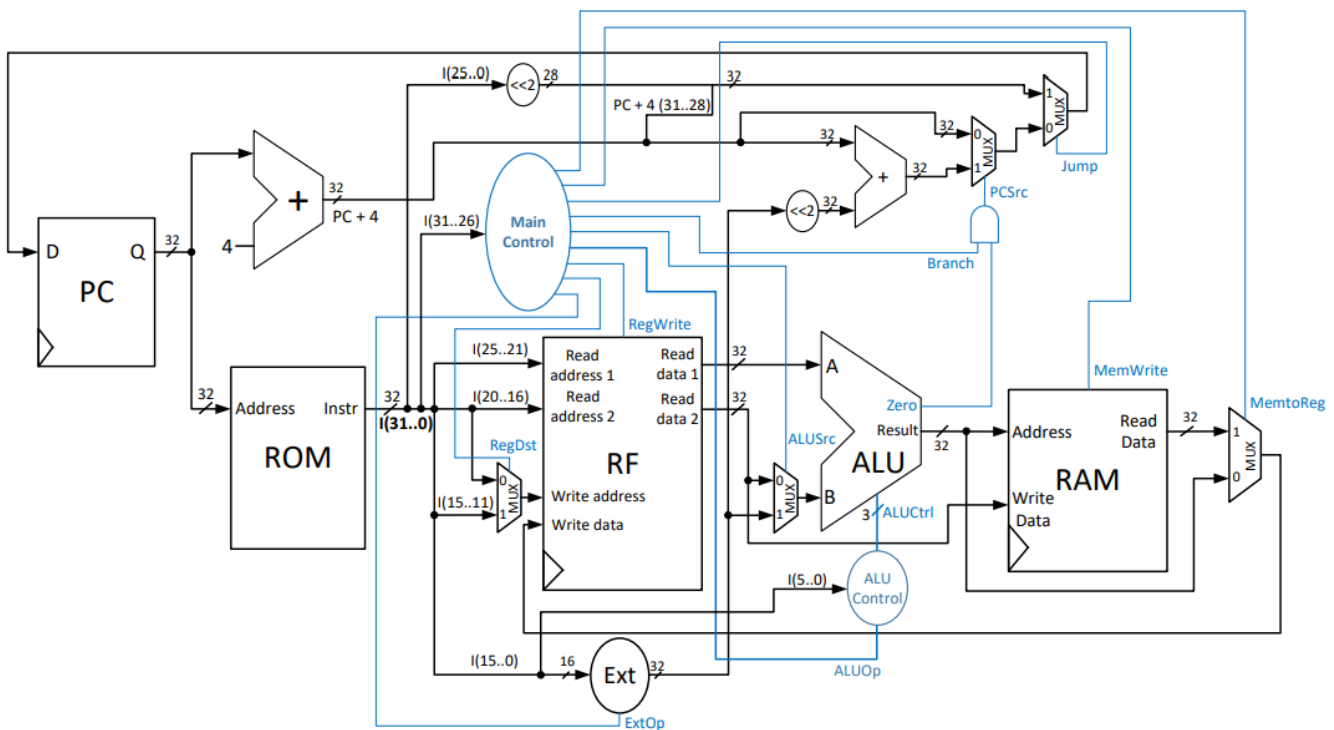 I(25..0)
<<2
28
32
PC + 4 (31..28)
1
MUX
0
Jump
32
0
MUX
1
PCSrc
32
+
32
<<2
32
+
32
PC + 4
4
I(31..26)
Main
Control
Branch
D
Q
32
PC
RegWrite
I(25..21)
Read
address 1
Read
data 1
32
A
MemWrite
32
Address
Instr
32
I(31..0)
I(20..16)
Read
address 2
Read
data 2
32
Zero
Result
32
MemtoReg
ROM
RegDst
0
MUX
1
I(15..11)
RF
Write address
Write data
ALUSrc
0
MUX
1
B
ALU
3
ALUCtrl
Address
Read
Data
32
RAM
Write
Data
1
MUX
0
I(5..0)
ALU
Control
I(15..0)
16
Ext
32
ALUOp
ExtOp